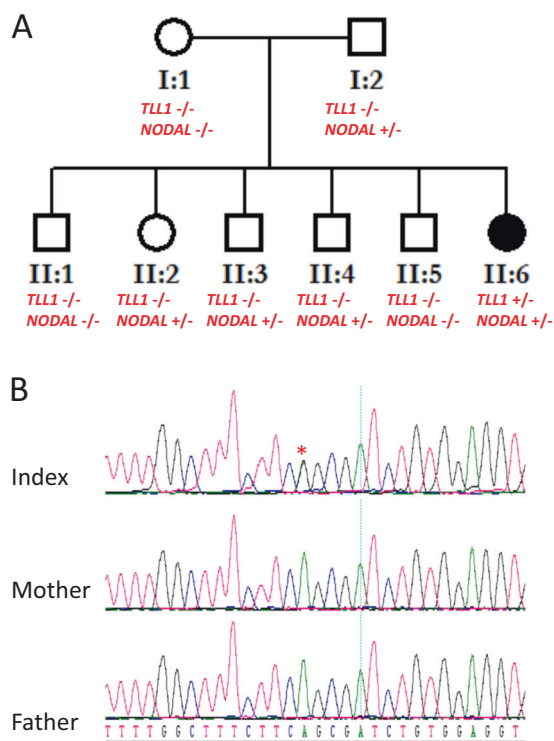 A
I:1 I:2
TLL1 -/- TLL1 -/-
NODAL -/- NODAL +/-
II:1 II:2 II:3 II:4 II:5 II:6
TLL1 -/- TLL1 -/- TLL1 -/- TLL1 -/- TLL1 -/- TLL1 +/-
NODAL -/- NODAL +/- NODAL +/- NODAL +/- NODAL -/- NODAL +/-
B
*
Index
Mother
Father
T T T T G G C T T T C T T C A G C G A T C T G T G G A G G T